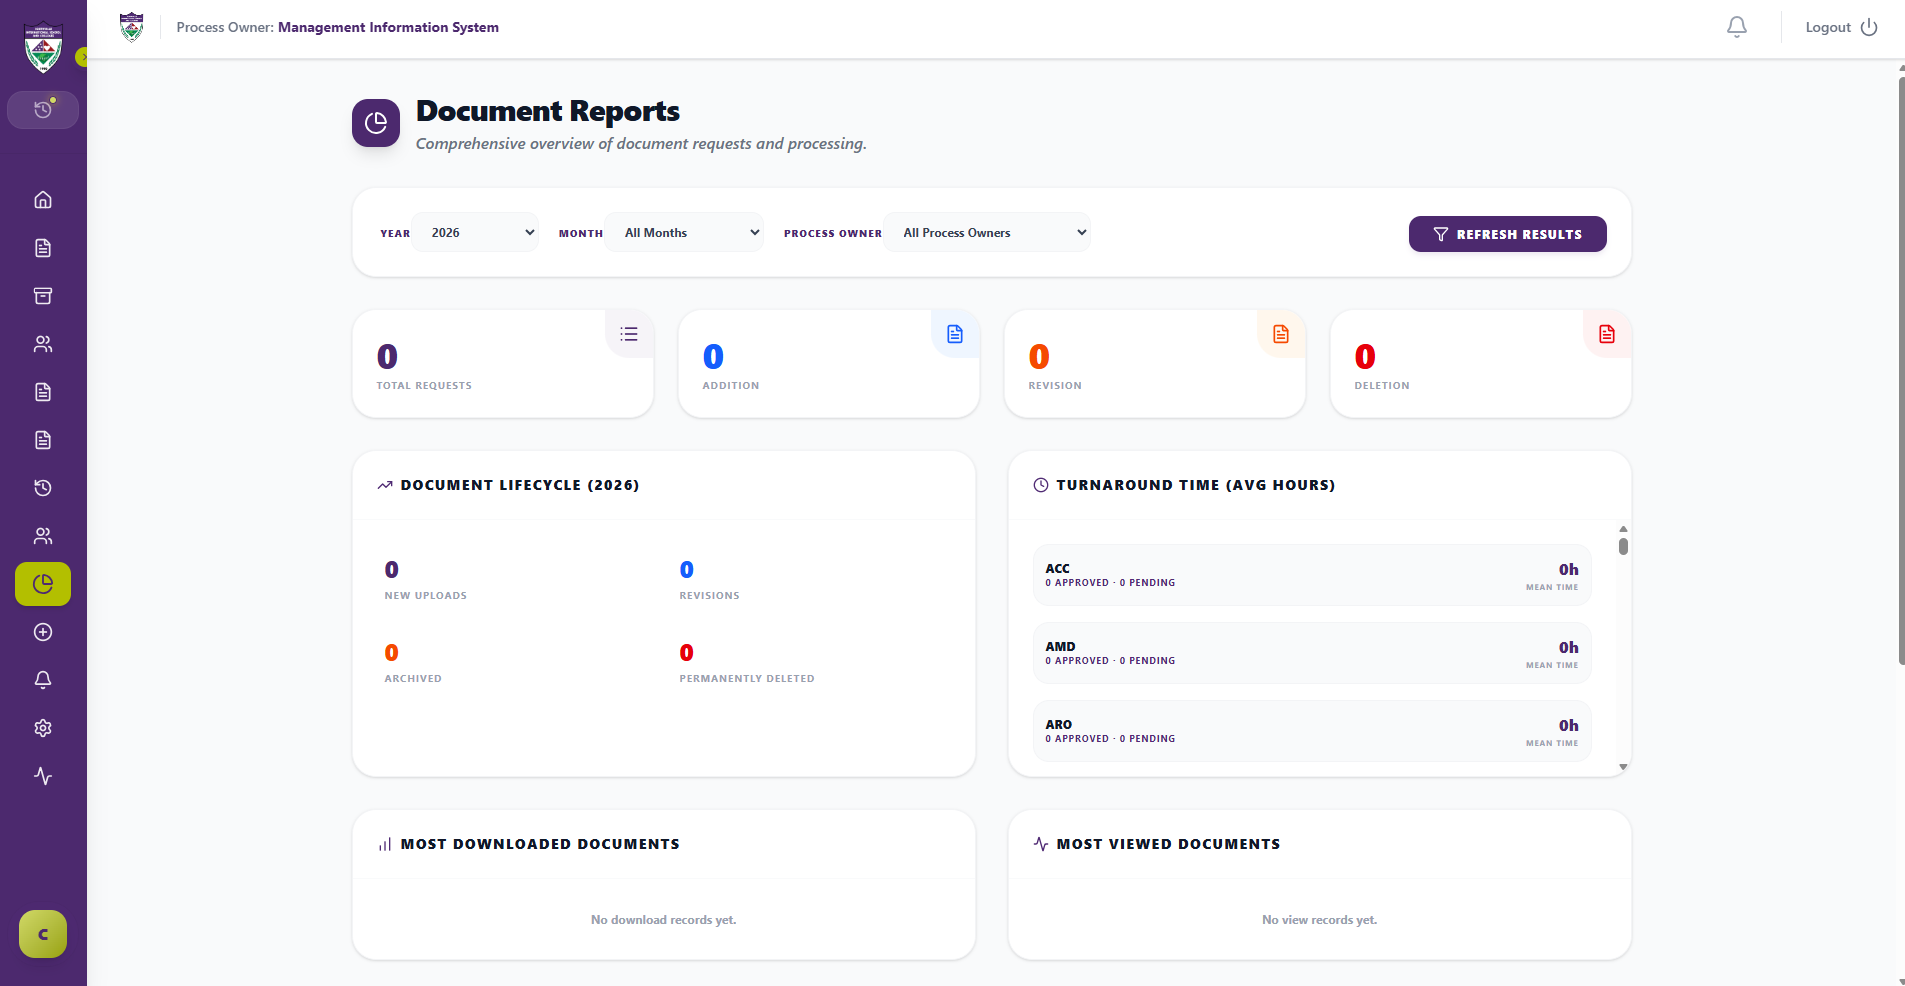 Process Owner: Management Information System
Logout
Document Reports
Comprehensive overview of document requests and processing.
YEAR 2026 MONTH All Months PROCESS OWNER All Process Owners REFRESH RESULTS
0
TOTAL REQUESTS
0
ADDITION
0
REVISION
0
DELETION
DOCUMENT LIFECYCLE (2026)
0
NEW UPLOADS
0
REVISIONS
0
ARCHIVED
0
PERMANENTLY DELETED
TURNAROUND TIME (AVG HOURS)
ACC
0 APPROVED · 0 PENDING
0h
MEAN TIME
AMD
0 APPROVED · 0 PENDING
0h
MEAN TIME
ARO
0 APPROVED · 0 PENDING
0h
MEAN TIME
MOST DOWNLOADED DOCUMENTS
No download records yet.
MOST VIEWED DOCUMENTS
No view records yet.
C